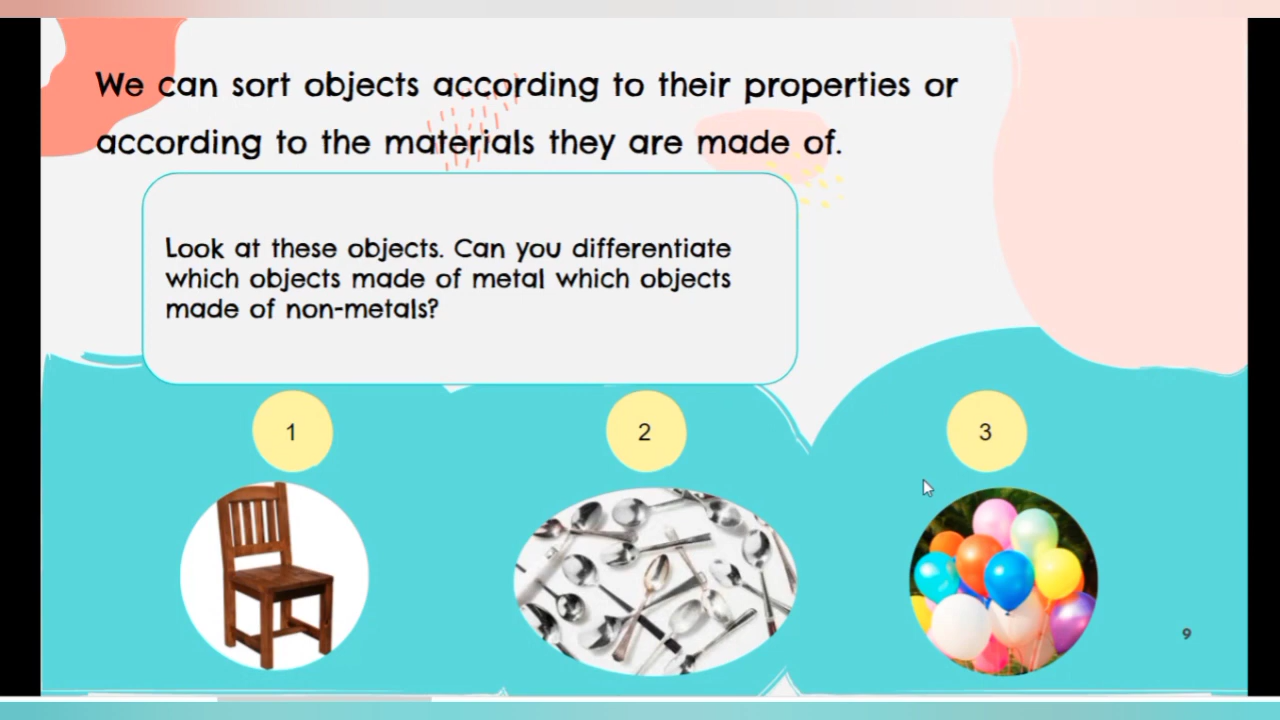 We can sort objects according to their properties or
according to the materials they are made of.
Look at these objects. Can you differentiate
which objects made of metal which objects
made of non-metals?
1
2
3
9